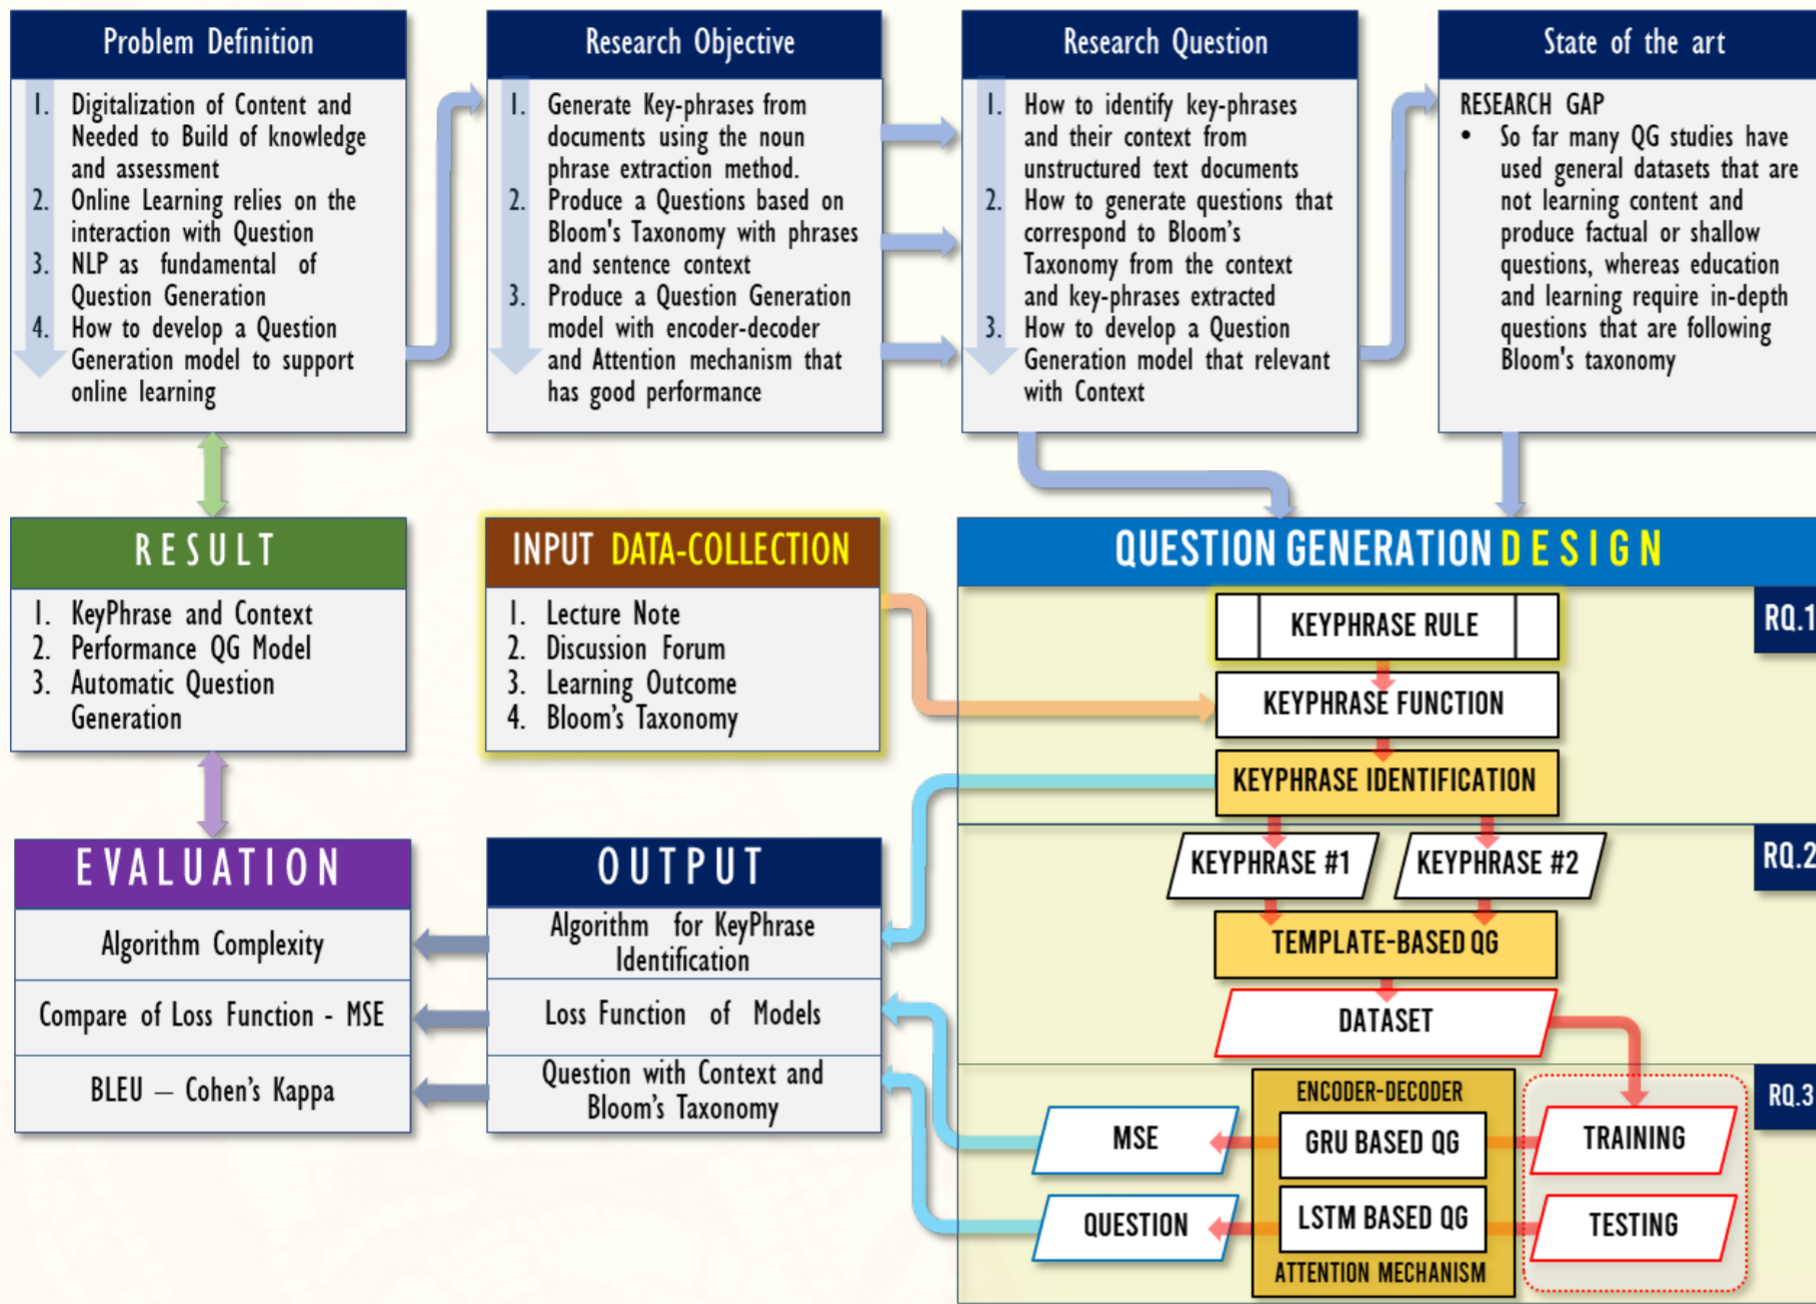 Problem Definition
1. Digitalization of Content and
Needed to Build of knowledge
and assessment
2. Online Learning relies on the
interaction with Question
3. NLP as fundamental of
Question Generation
4. How to develop a Question
Generation model to support
online learning
Research Objective
1. Generate Key-phrases from
documents using the noun
phrase extraction method.
2. Produce a Questions based on
Bloom's Taxonomy with phrases
and sentence context
3. Produce a Question Generation
model with encoder-decoder
and Attention mechanism that
has good performance
Research Question
1. How to identify key-phrases
and their context from
unstructured text documents
2. How to generate questions that
correspond to Bloom's
Taxonomy from the context
and key-phrases extracted
3. How to develop a Question
Generation model that relevant
with Context
State of the art
RESEARCH GAP
• So far many QG studies have
used general datasets that are
not learning content and
produce factual or shallow
questions, whereas education
and learning require in-depth
questions that are following
Bloom's taxonomy
RESULT
1. KeyPhrase and Context
2. Performance QG Model
3. Automatic Question
Generation
INPUT DATA-COLLECTION
1. Lecture Note
2. Discussion Forum
3. Learning Outcome
4. Bloom's Taxonomy
QUESTION GENERATION DESIGN
RQ.1
KEYPHRASE RULE
KEYPHRASE FUNCTION
KEYPHRASE IDENTIFICATION
RQ.2
KEYPHRASE #1
KEYPHRASE #2
TEMPLATE-BASED QG
DATASET
RQ.3
ENCODER-DECODER
MSE
GRU BASED QG
TRAINING
QUESTION
LSTM BASED QG
TESTING
ATTENTION MECHANISM
EVALUATION
Algorithm Complexity
Compare of Loss Function - MSE
BLEU – Cohen's Kappa
OUTPUT
Algorithm for KeyPhrase
Identification
Loss Function of Models
Question with Context and
Bloom's Taxonomy